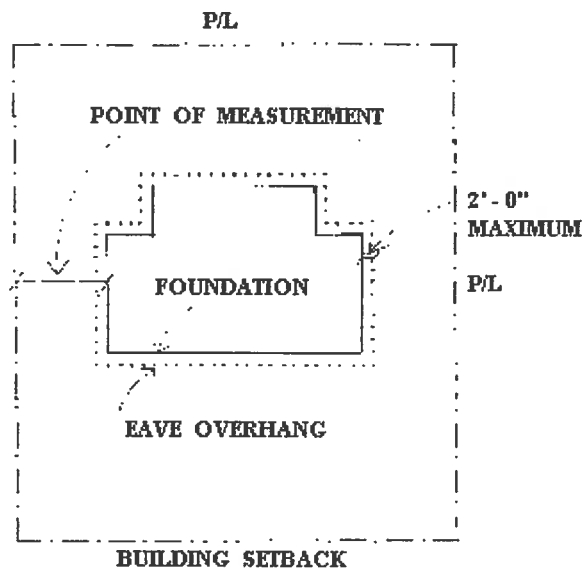 P/L
POINT OF MEASUREMENT
2'-0"
MAXIMUM
P/L
FOUNDATION
EAVE OVERHANG
BUILDING SETBACK